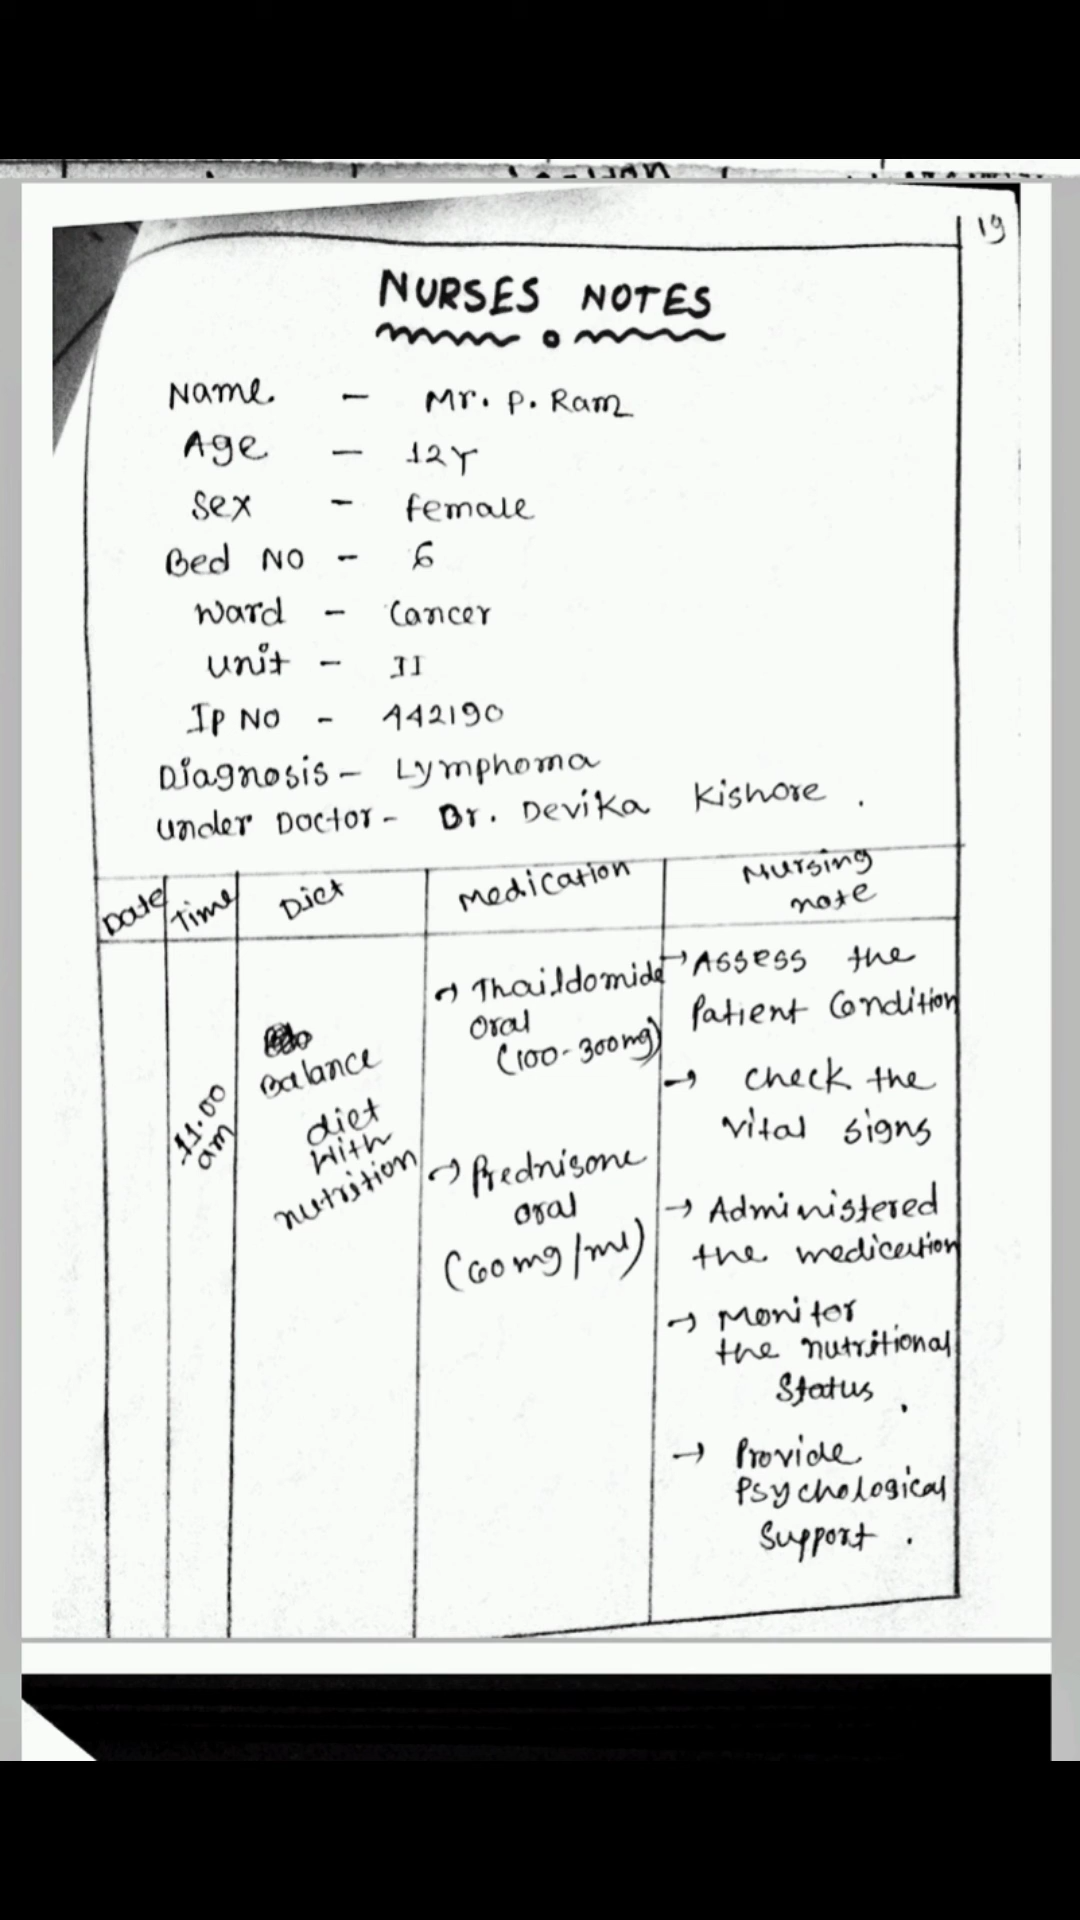 19
NURSES NOTES
Name. - Mr. P. Ram
Age - 12Y
Sex - Female
Bed NO - 6
Ward - Cancer
Unit - II
IP NO - 442190
Diagnosis - Lymphoma
Under Doctor - Dr. Devika Kishore.
Date Time Diet Medication Nursing note
11.00 am
Balance
diet
With
nutrition
→ Thaildomide
oral
(100-300mg)
→ Prednisone
oral
(60mg/ml)
→ Assess the
Patient Condition
→ Check the
vital signs
→ Administered
the medication
→ Monitor
the nutritional
Status.
→ Provide
Psychological
Support.